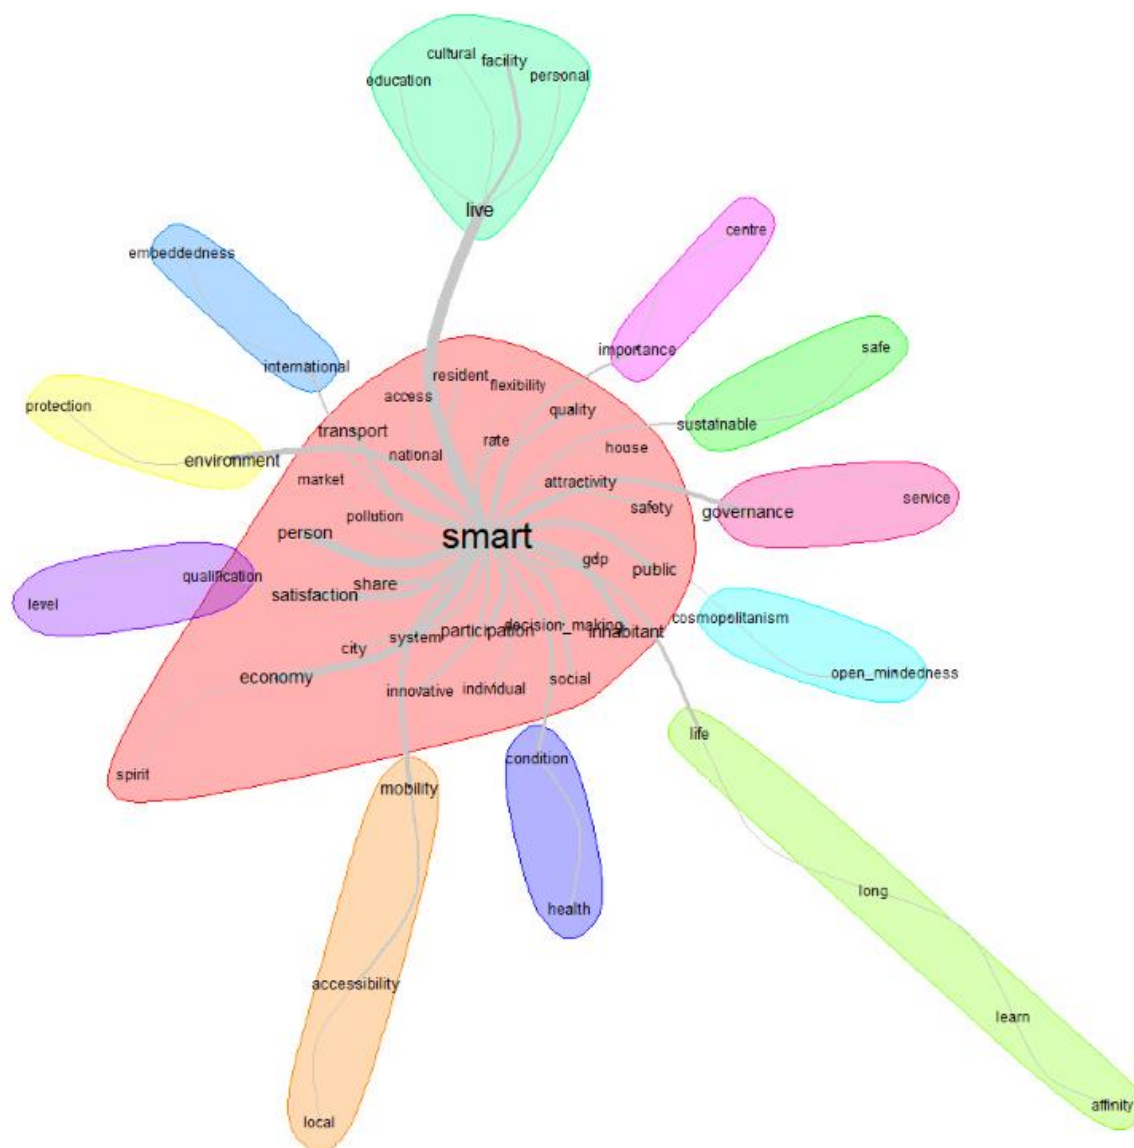 cultural
facility
education
personal
live
centre
embeddedness
importance
safe
international
resident
flexibility
access
quality
protection
transport
sustainable
rate
house
environment
national
market
attractivity
service
safety
governance
pollution
person
smart
gdp
public
qualification
share
level
satisfaction
cosmopolitanism
decision_making
participation
inhabitant
system
city
open_mindedness
economy
social
innovative
individual
life
condition
spirit
mobility
long
health
accessibility
learn
affinity
local